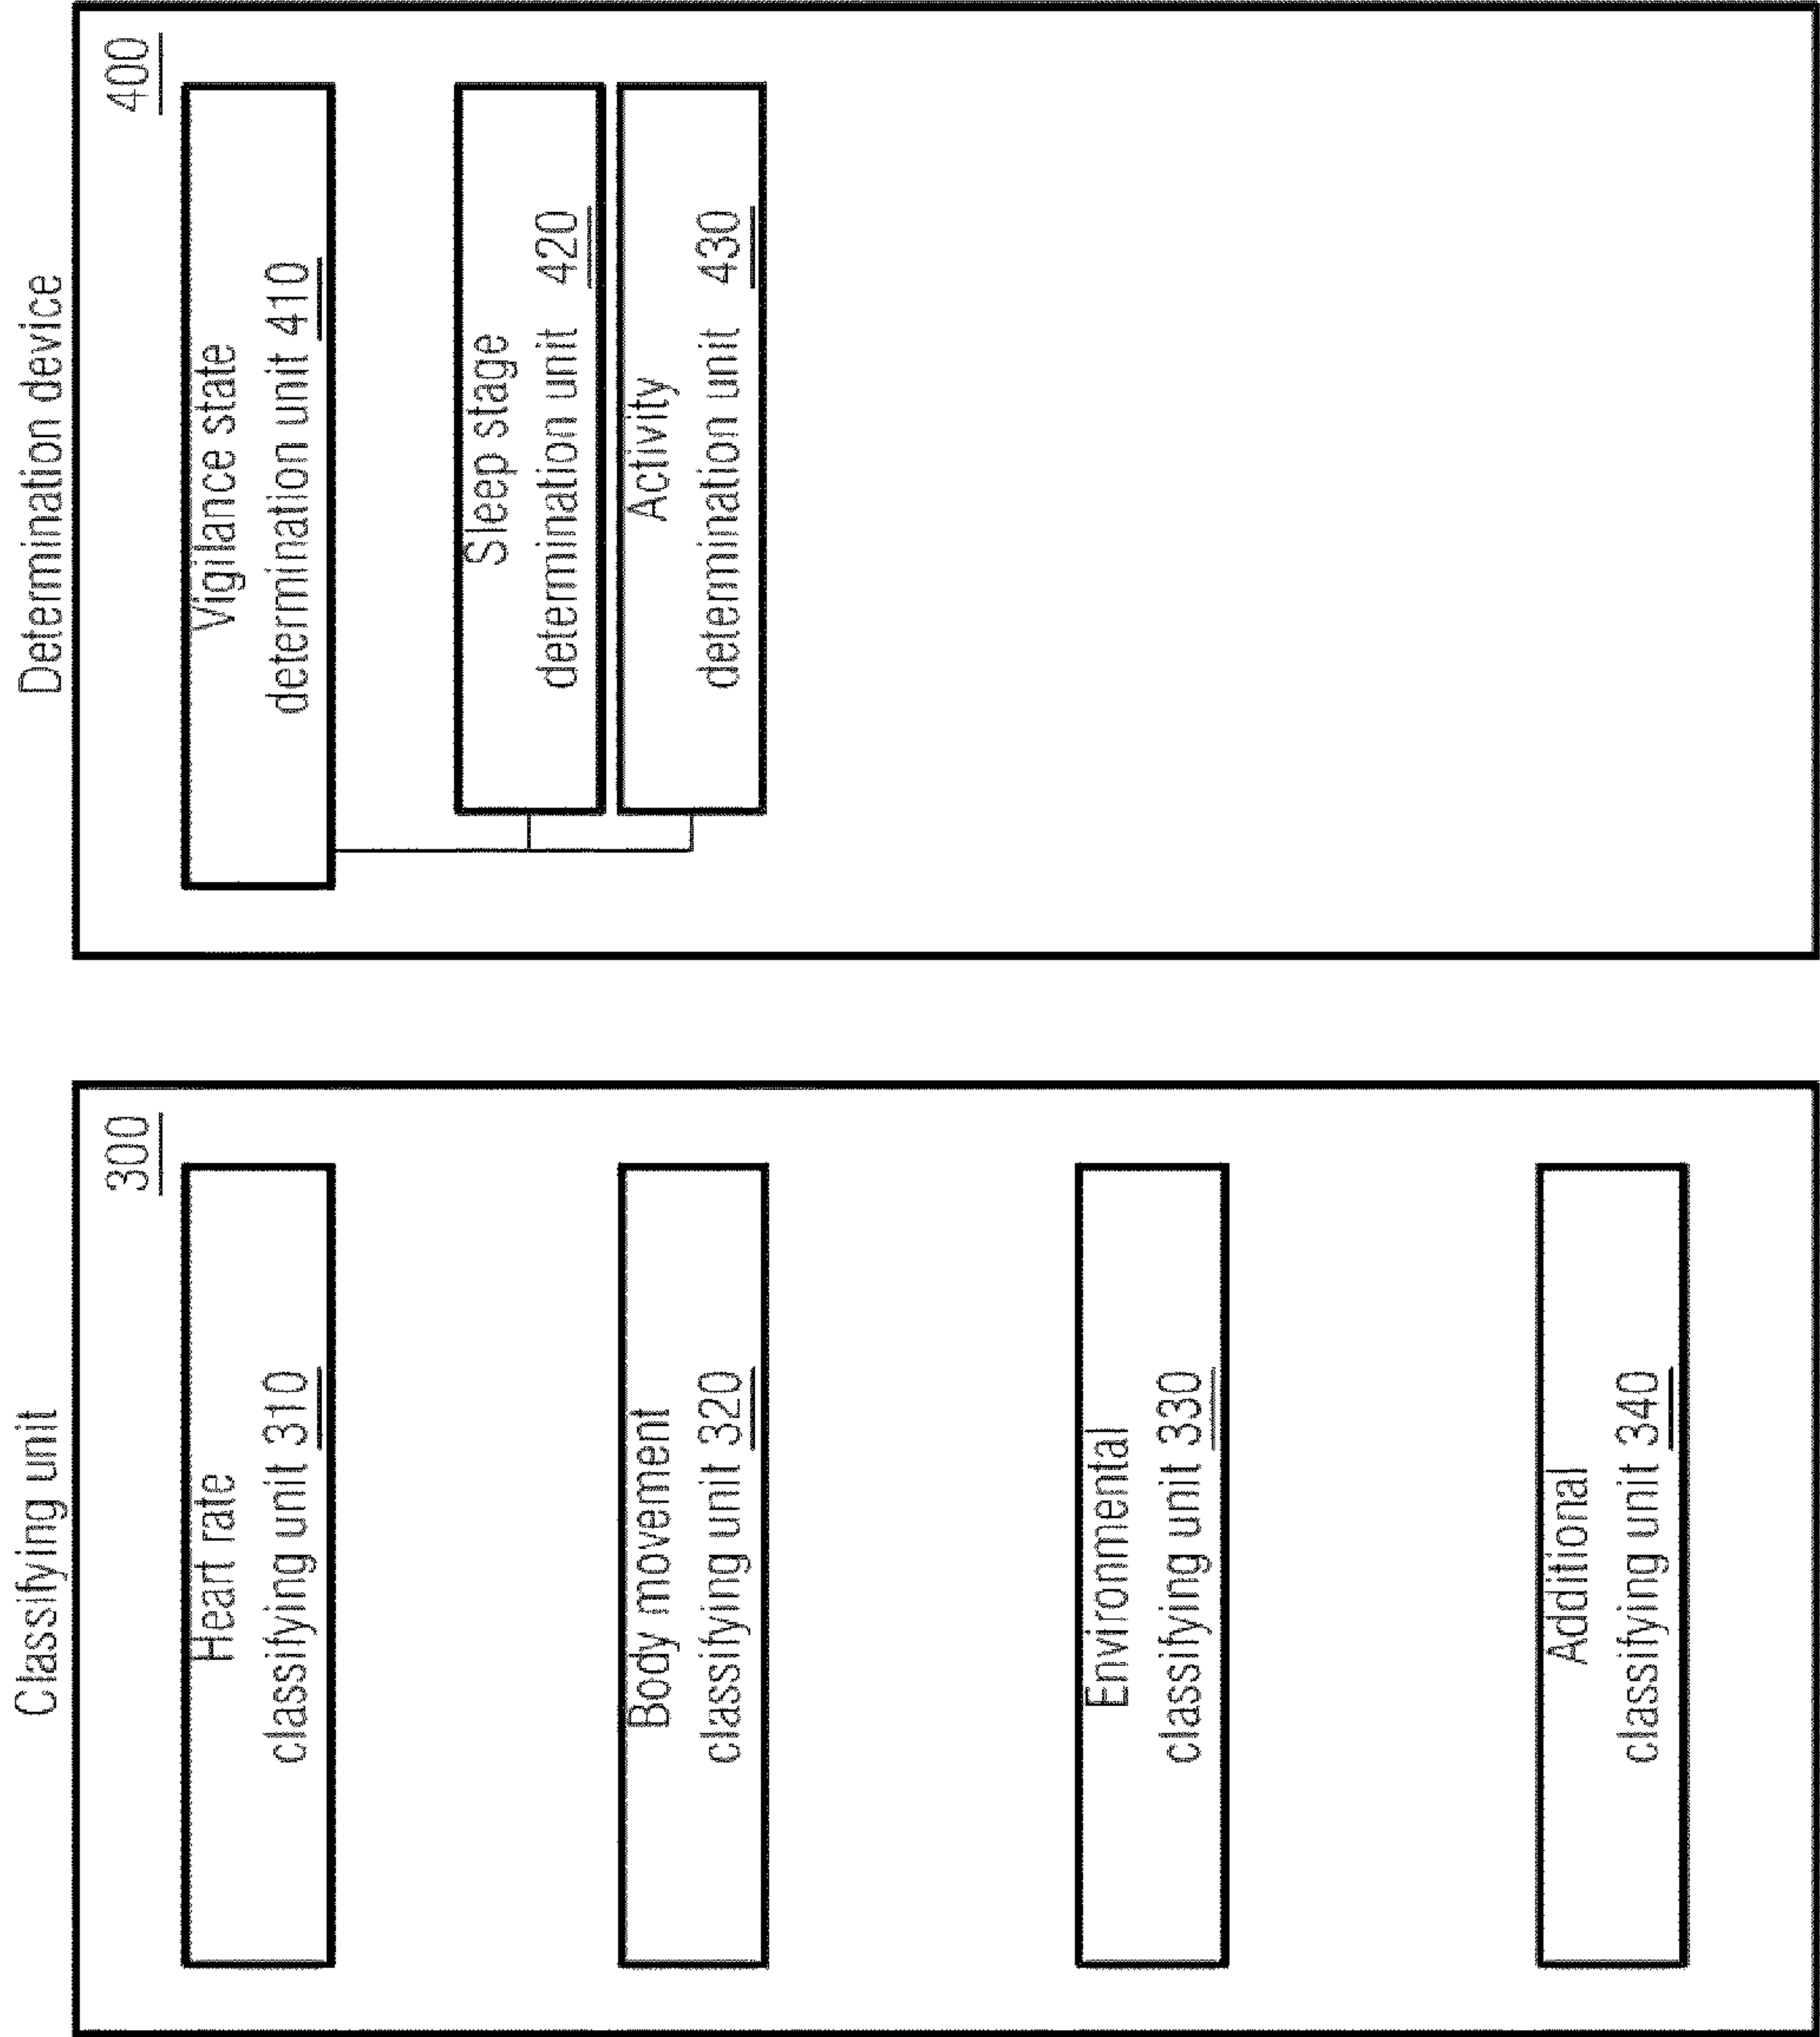 Classifying unit
300
Heart rate
classifying unit 310
Body movement
classifying unit 320
Environmental
classifying unit 330
Additional
classifying unit 340
Determination device
400
Vigilance state
determination unit 410
Sleep stage
determination unit 420
Activity
determination unit 430